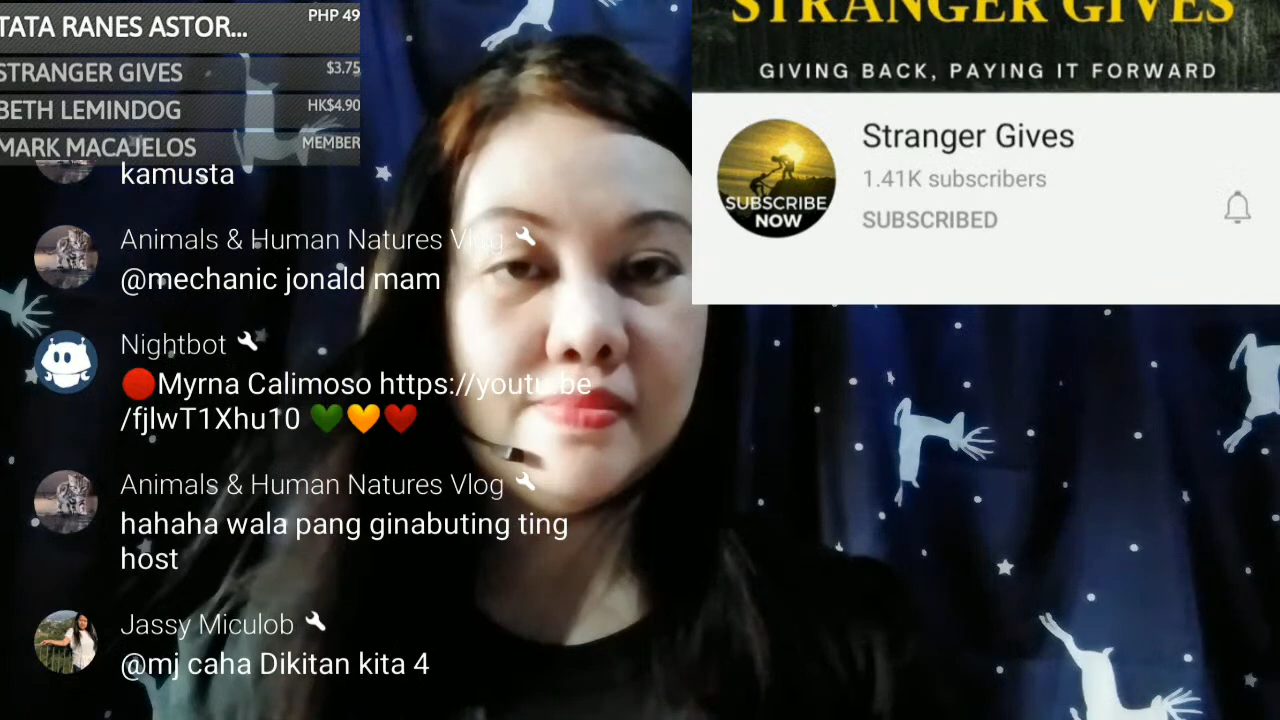 TATA RANES ASTOR... PHP 49
STRANGER GIVES $3.75
BETH LEMINDOG HK$4.90
MARK MACAJELOS MEMBER
kamusta
Animals & Human Natures Vlog
@mechanic jonald mam
Nightbot
🔴Myrna Calimoso https://youtu.be
/fjlwT1Xhu10 💚🧡❤️
Animals & Human Natures Vlog
hahaha wala pang ginabuting ting
host
Jassy Miculob
@mj caha Dikitan kita 4
STRANGER GIVES
GIVING BACK, PAYING IT FORWARD
SUBSCRIBE
NOW
Stranger Gives
1.41K subscribers
SUBSCRIBED